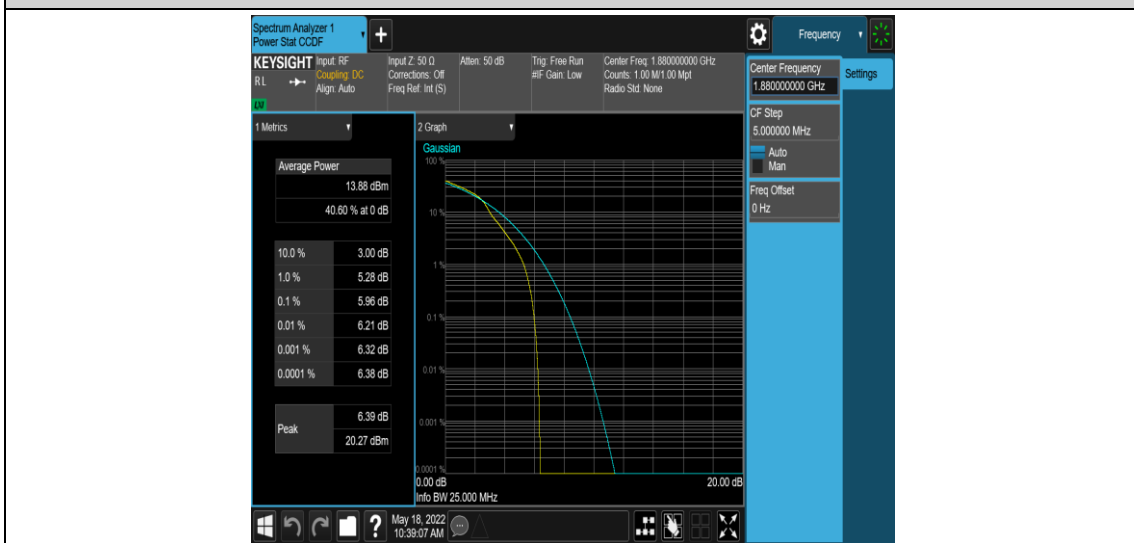 Spectrum Analyzer 1
Power Stat CCDF
+
Frequency
KEYSIGHT
RL
LXI
Input: RF
Coupling: DC
Align: Auto
Input Z: 50 Ω
Corrections: Off
Freq Ref: Int (S)
Atten: 50 dB
Trig: Free Run
#IF Gain: Low
Center Freq: 1.880000000 GHz
Counts: 1.00 M/1.00 Mpt
Radio Std: None
Center Frequency
1.880000000 GHz
Settings
CF Step
5.000000 MHz
Auto
Man
Freq Offset
0 Hz
1 Metrics
Average Power
13.88 dBm
40.60 % at 0 dB
10.0 % 3.00 dB
1.0 % 5.28 dB
0.1 % 5.96 dB
0.01 % 6.21 dB
0.001 % 6.32 dB
0.0001 % 6.38 dB
Peak 6.39 dB
20.27 dBm
2 Graph
Gaussian
100 %
10 %
1 %
0.1 %
0.01 %
0.001 %
0.0001 %
0.00 dB 20.00 dB
Info BW 25.000 MHz
?
May 18, 2022
10:39:07 AM